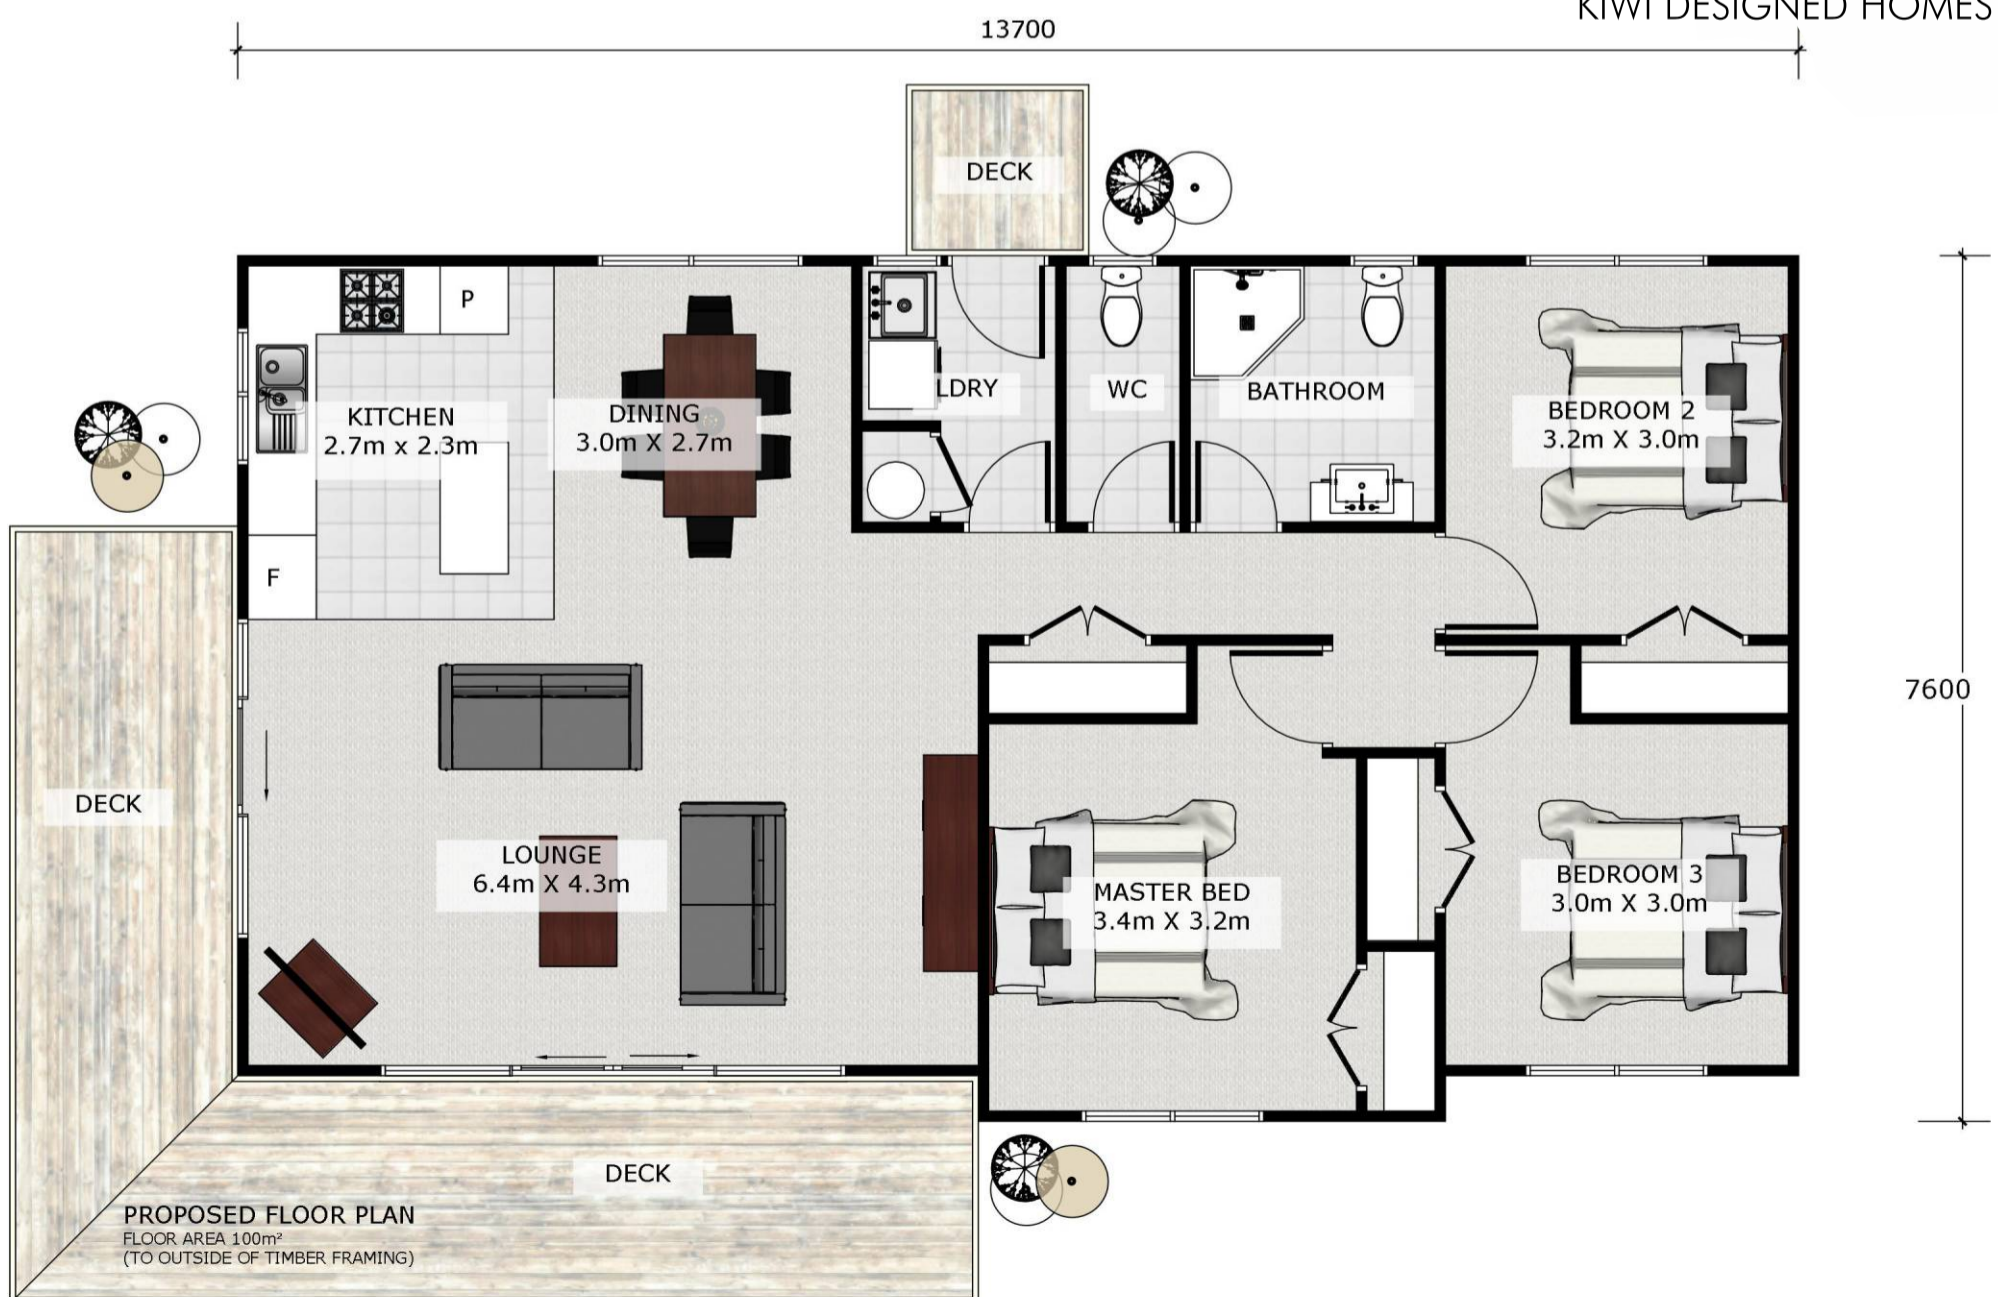 KIWI DESIGNED HOMES
13700
DECK
P
KITCHEN
2.7m x 2.3m
DINING
3.0m X 2.7m
LDRY
WC
BATHROOM
BEDROOM 2
3.2m X 3.0m
F
7600
DECK
LOUNGE
6.4m X 4.3m
MASTER BED
3.4m X 3.2m
BEDROOM 3
3.0m X 3.0m
DECK
PROPOSED FLOOR PLAN
FLOOR AREA 100m²
(TO OUTSIDE OF TIMBER FRAMING)